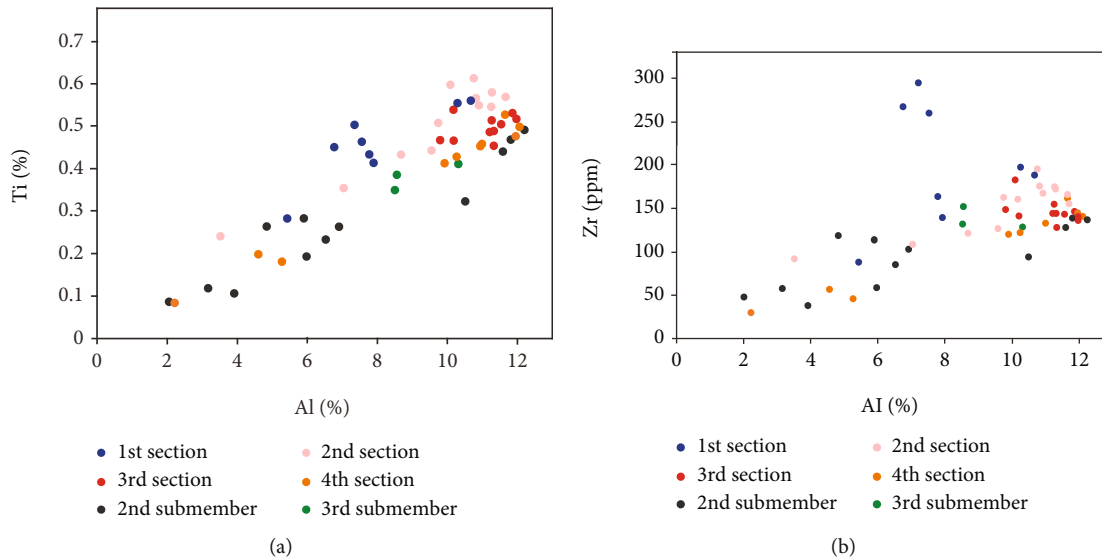 0.7
0.6
0.5
Ti (%)
0.4
0.3
0.2
0.1
0
0 2 4 6 8 10 12
Al (%)
1st section 2nd section
3rd section 4th section
2nd submember 3rd submember
(a)
300
250
200
Zr (ppm)
150
100
50
0
0 2 4 6 8 10 12
AI (%)
1st section 2nd section
3rd section 4th section
2nd submember 3rd submember
(b)